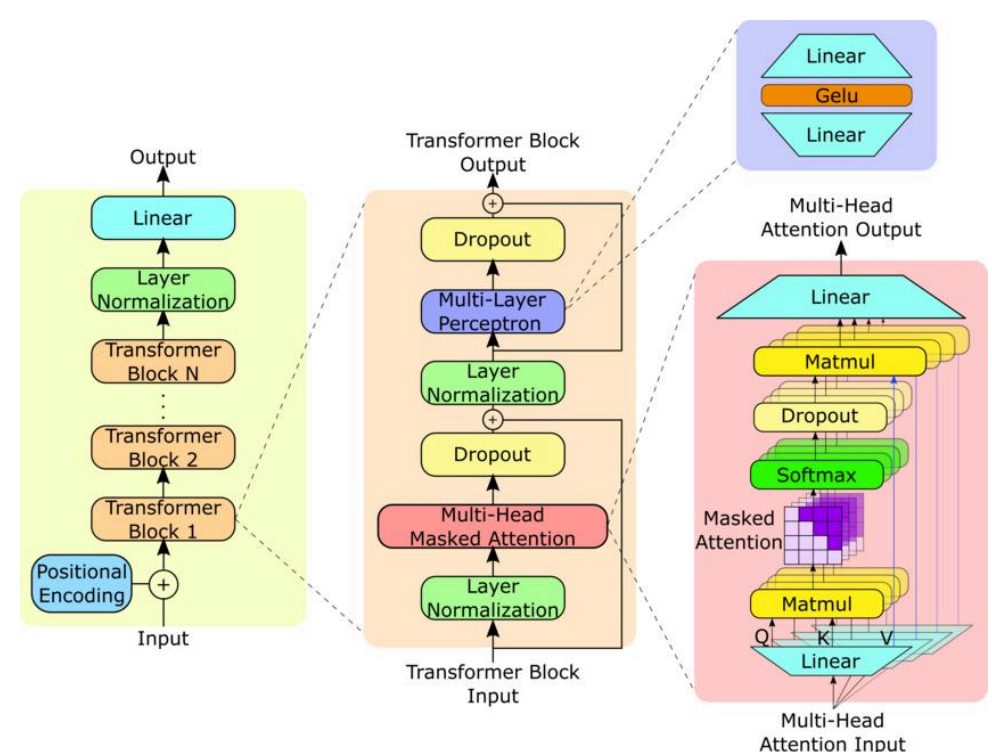 Output
Linear
Layer
Normalization
Transformer
Block N
Transformer
Block 2
Transformer
Block 1
Positional
Encoding
+
Input
Transformer Block
Output
+
Dropout
Multi-Layer
Perceptron
Layer
Normalization
+
Dropout
Multi-Head
Masked Attention
Layer
Normalization
Transformer Block
Input
Linear
Gelu
Linear
Multi-Head
Attention Output
Linear
Matmul
Dropout
Softmax
Masked
Attention
Matmul
Q K V
Linear
Multi-Head
Attention Input